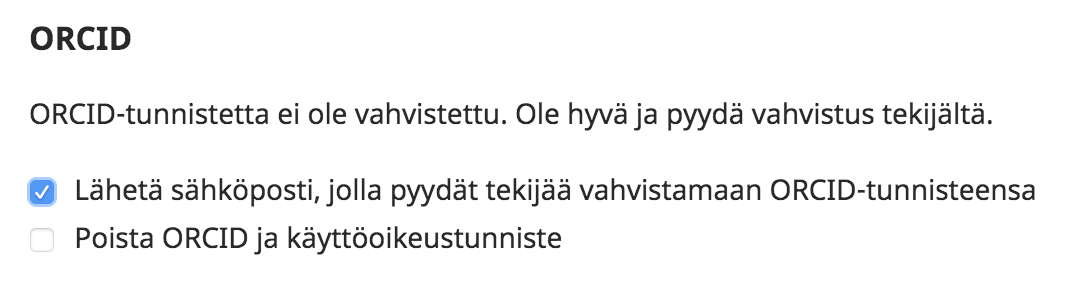 ORCID
ORCID-tunnistetta ei ole vahvistettu. Ole hyvä ja pyydä vahvistus tekijältä.
Lähetä sähköposti, jolla pyydät tekijää vahvistamaan ORCID-tunnisteensa
Poista ORCID ja käyttöoikeustunniste